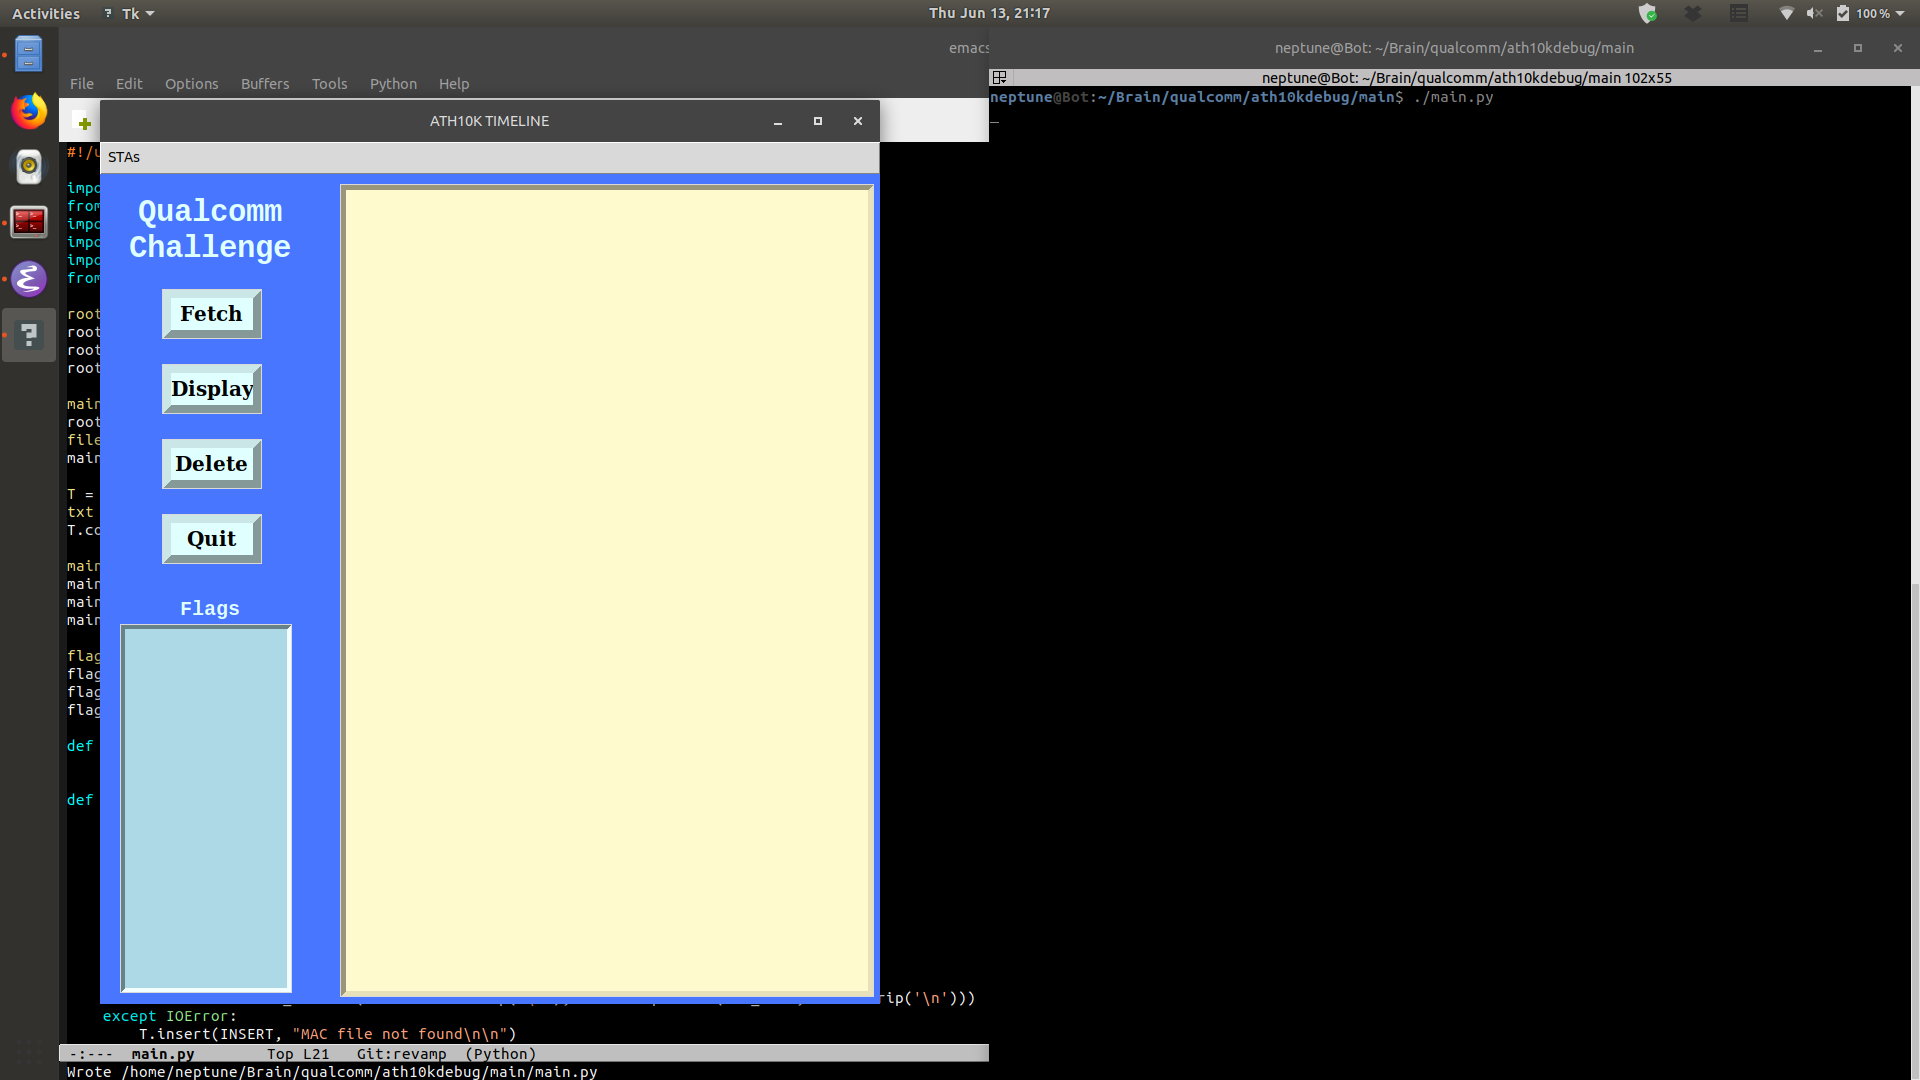 Activities
Tk
Thu Jun 13, 21:17
100 %
emacs
File Edit Options Buffers Tools Python Help
ATH10K TIMELINE
STAs
Qualcomm
Challenge
Fetch
Display
Delete
Quit
Flags
#!/u
impo
from
impo
impo
impo
from
root
root
root
root
main
root
file
main
T =
txt
T.co
main
main
main
main
flag
flag
flag
flag
def
def
rip('\n')))
except IOError:
T.insert(INSERT, "MAC file not found\n\n")
-:--- main.py Top L21 Git:revamp (Python)
Wrote /home/neptune/Brain/qualcomm/ath10kdebug/main/main.py
neptune@Bot: ~/Brain/qualcomm/ath10kdebug/main
neptune@Bot: ~/Brain/qualcomm/ath10kdebug/main 102x55
neptune@Bot:~/Brain/qualcomm/ath10kdebug/main$ ./main.py